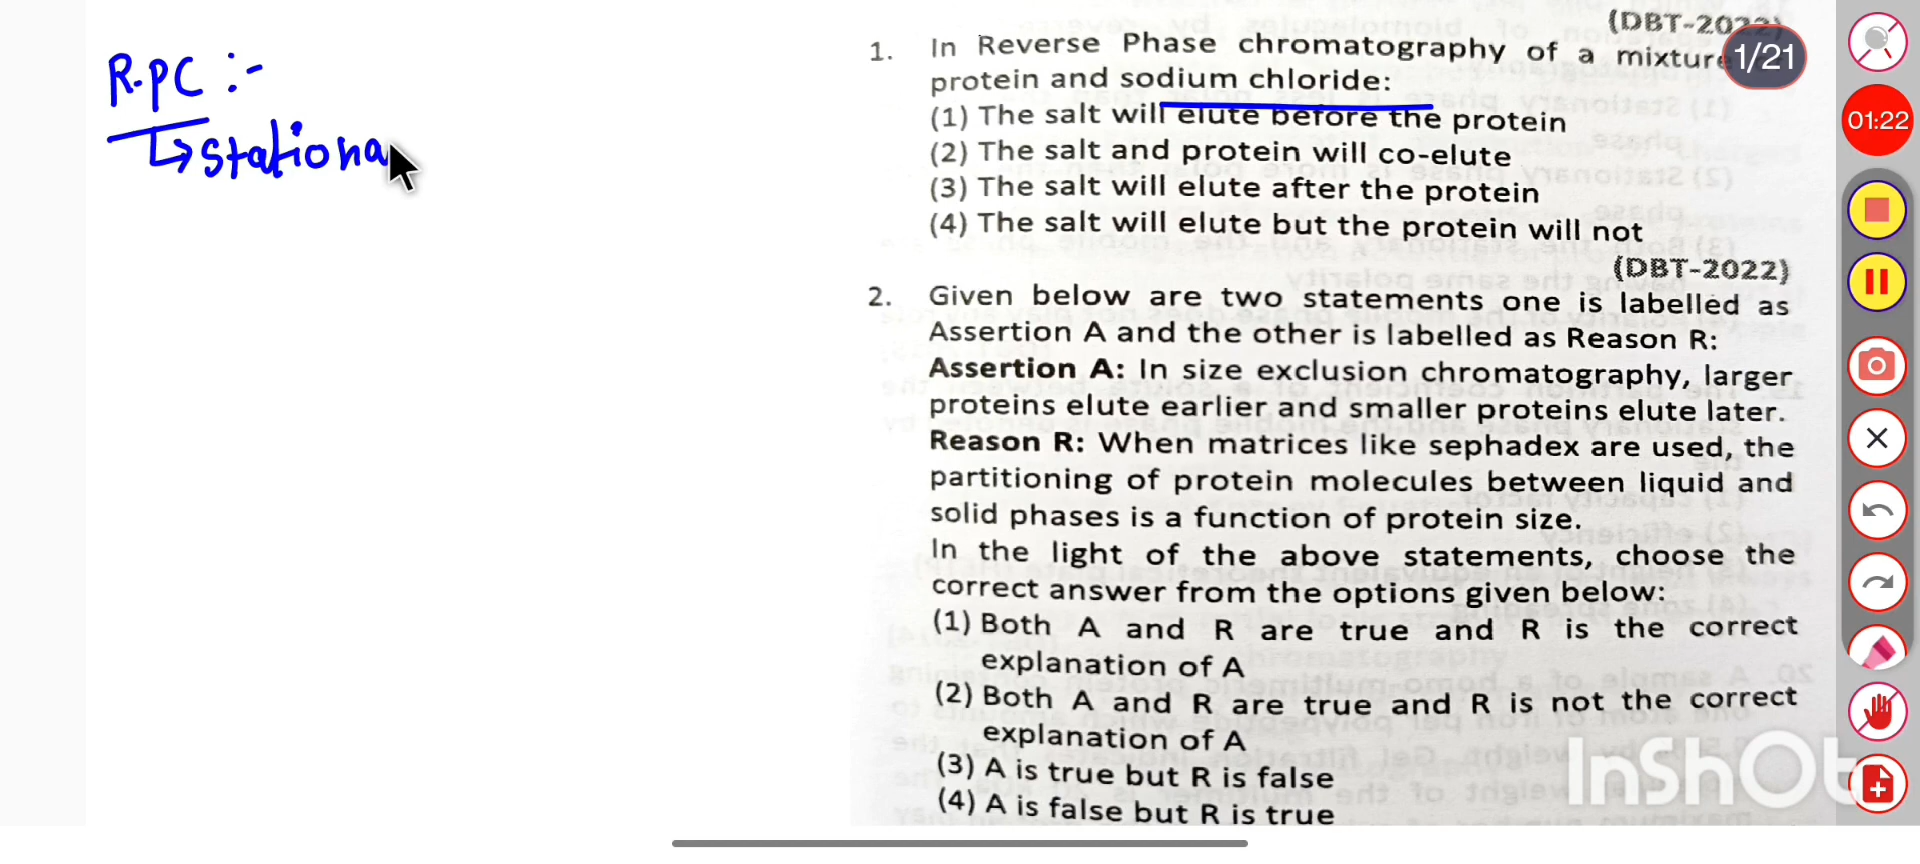 R.PC :-
↳ stationa
(DBT-2022)
1. In Reverse Phase chromatography of a mixture
protein and sodium chloride:
(1) The salt will elute before the protein
(2) The salt and protein will co-elute
(3) The salt will elute after the protein
(4) The salt will elute but the protein will not
(DBT-2022)
2. Given below are two statements one is labelled as
Assertion A and the other is labelled as Reason R:
Assertion A: In size exclusion chromatography, larger
proteins elute earlier and smaller proteins elute later.
Reason R: When matrices like sephadex are used, the
partitioning of protein molecules between liquid and
solid phases is a function of protein size.
In the light of the above statements, choose the
correct answer from the options given below:
(1) Both A and R are true and R is the correct
explanation of A
(2) Both A and R are true and R is not the correct
explanation of A
(3) A is true but R is false
(4) A is false but R is true
1/21
01:22
InShOt